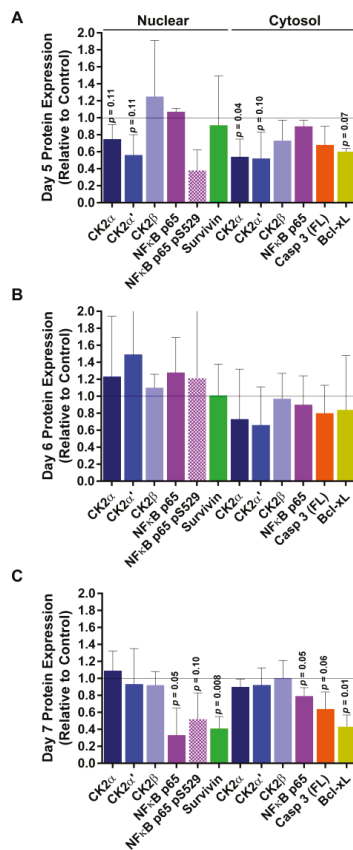 A
Nuclear Cytosol
Day 5 Protein Expression
(Relative to Control)
2.0
1.8
1.6
1.4
1.2
1.0
0.8
0.6
0.4
0.2
0.0
p = 0.11
p = 0.11
p = 0.04
p = 0.10
p = 0.07
CK2α
CK2α'
CK2β
NFκB p65
NFκB p65 pS529
Survivin
CK2α
CK2α'
CK2β
NFκB p65
Casp 3 (FL)
Bcl-xL
B
Day 6 Protein Expression
(Relative to Control)
2.0
1.8
1.6
1.4
1.2
1.0
0.8
0.6
0.4
0.2
0.0
CK2α
CK2α'
CK2β
NFκB p65
NFκB p65 pS529
Survivin
CK2α
CK2α'
CK2β
NFκB p65
Casp 3 (FL)
Bcl-xL
C
Day 7 Protein Expression
(Relative to Control)
2.0
1.8
1.6
1.4
1.2
1.0
0.8
0.6
0.4
0.2
0.0
p = 0.05
p = 0.10
p = 0.008
p = 0.05
p = 0.06
p = 0.01
CK2α
CK2α'
CK2β
NFκB p65
NFκB p65 pS529
Survivin
CK2α
CK2α'
CK2β
NFκB p65
Casp 3 (FL)
Bcl-xL